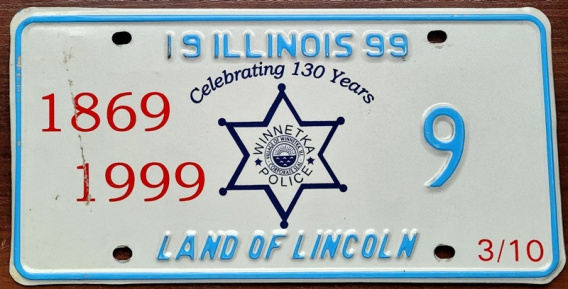 19 ILLINOIS 99
Celebrating 130 Years
1869
1999
WINNETKA
POLICE
9
LAND OF LINCOLN
3/10